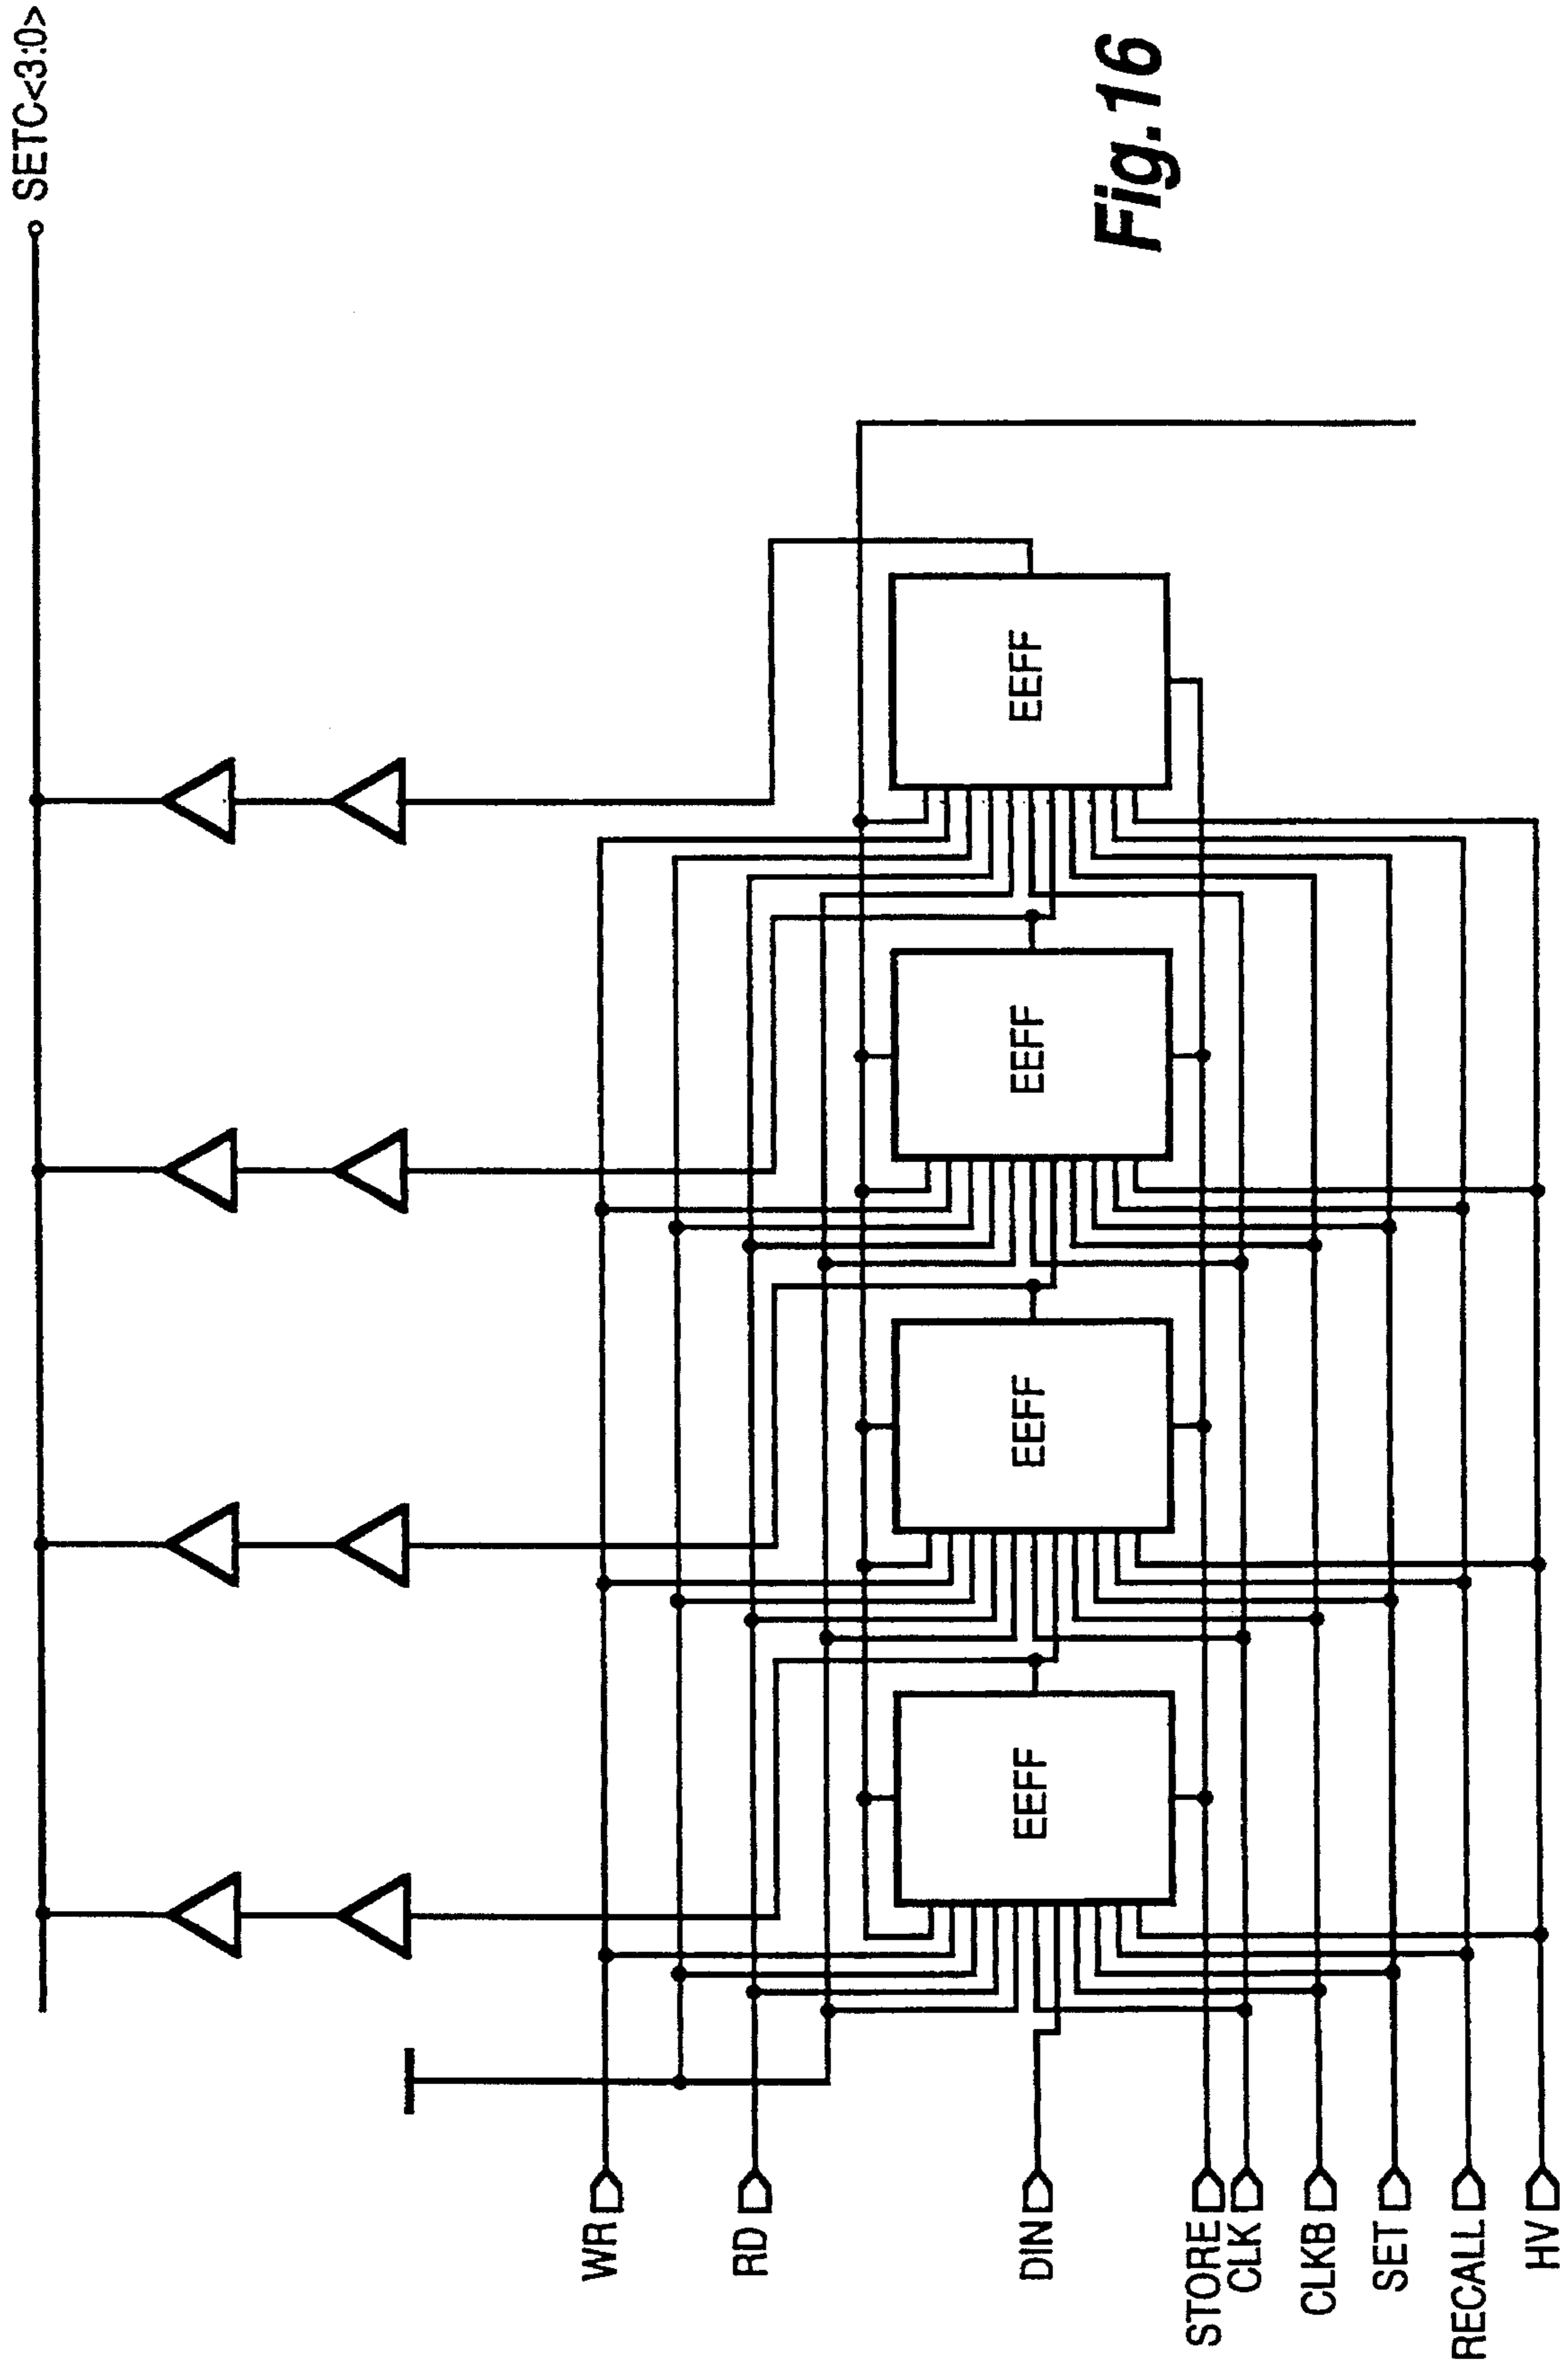 SETC<3:0>
EEFF
EEFF
EEFF
EEFF
WR
RD
DIN
STORE
CLK
CLKB
SET
RECALL
HV
Fig.16